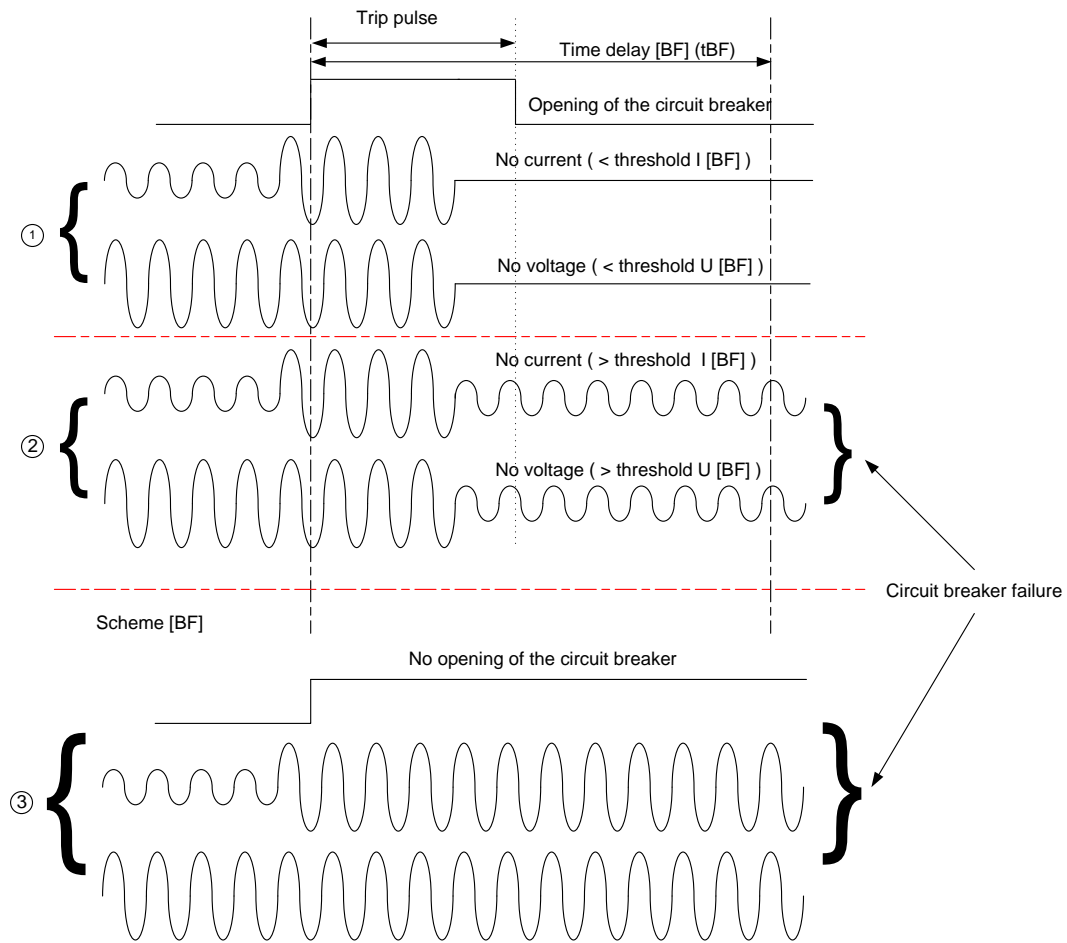 Trip pulse
Time delay [BF] (tBF)
Opening of the circuit breaker
No current ( < threshold I [BF] )
1
No voltage ( < threshold U [BF] )
No current ( > threshold I [BF] )
2
No voltage ( > threshold U [BF] )
Circuit breaker failure
Scheme [BF]
No opening of the circuit breaker
3